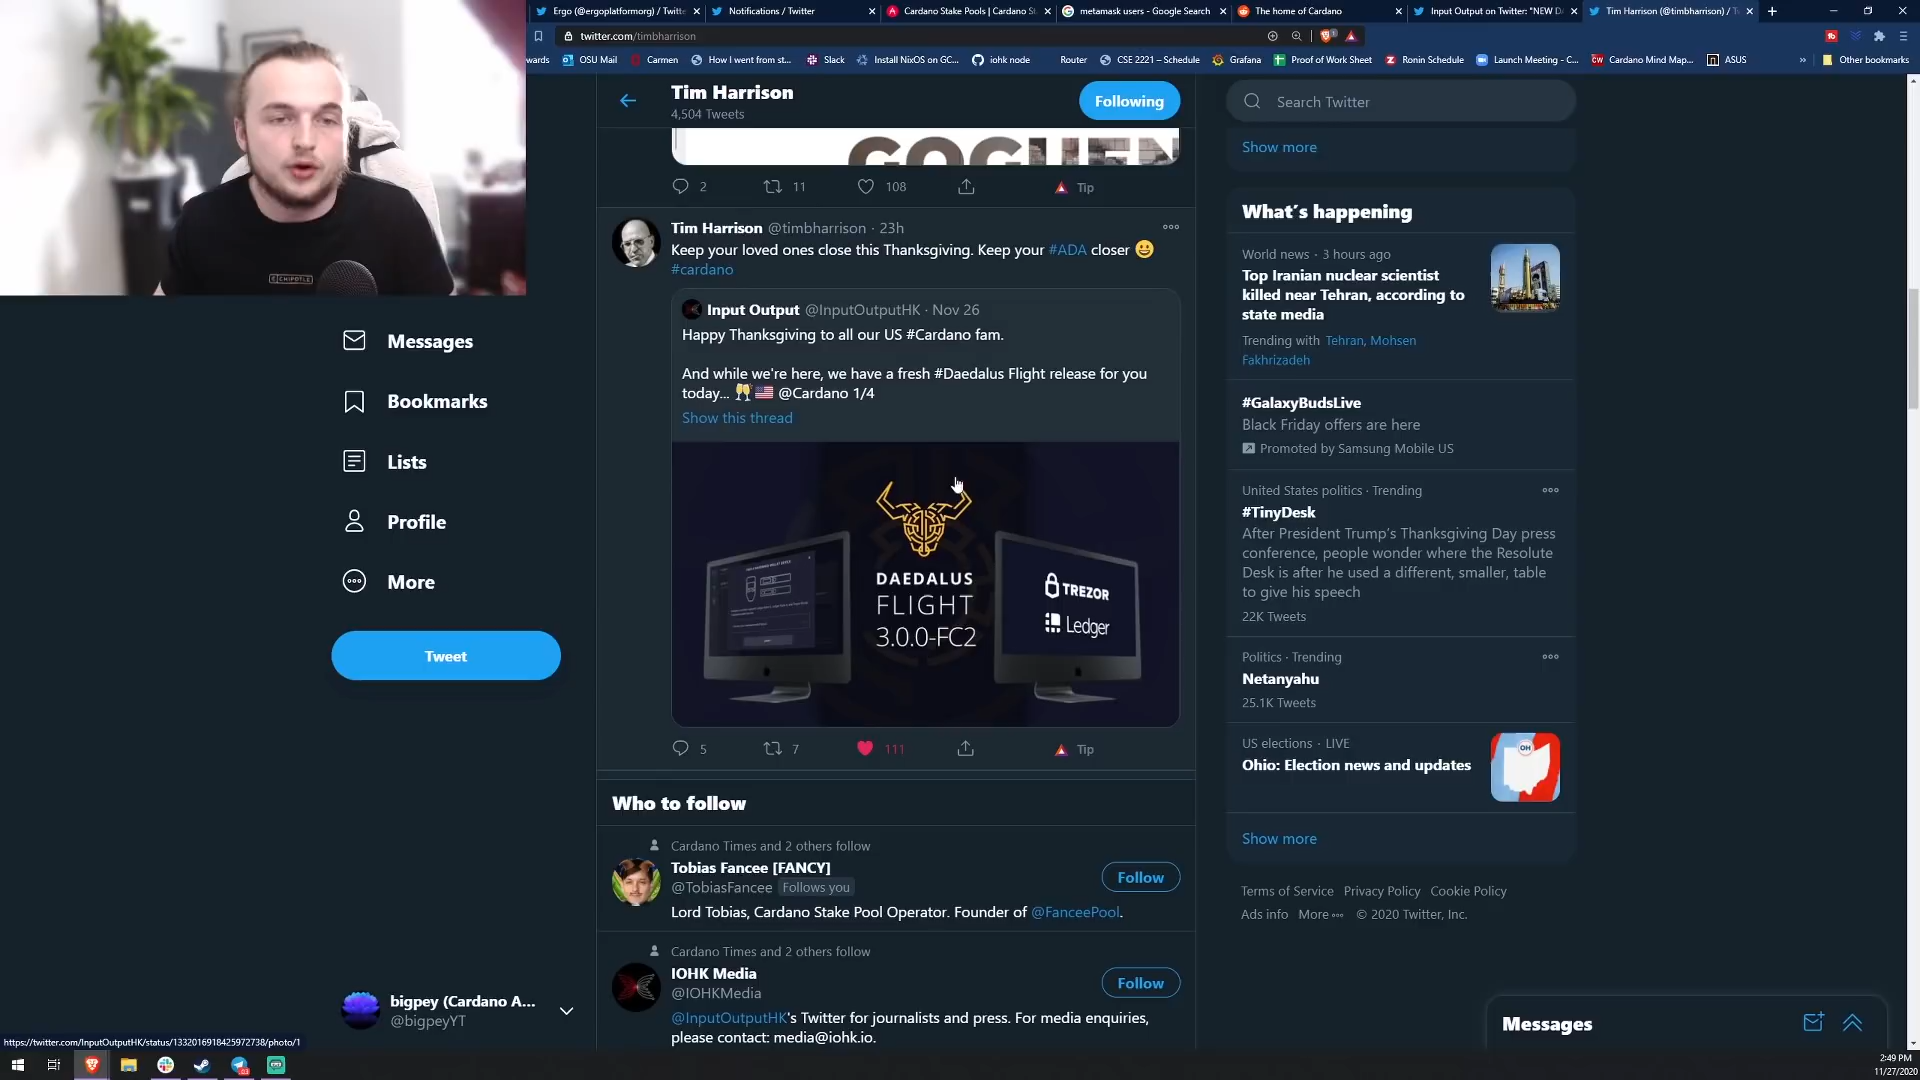 Ergo (@ergoplatformorg) / Twitte
Notifications / Twitter
Cardano Stake Pools | Cardano St
metamask users - Google Search
The home of Cardano
Input Output on Twitter: "NEW D
Tim Harrison (@timbharrison) / T
twitter.com/timbharrison
wards
OSU Mail
Carmen
How I went from st...
Slack
Install NixOS on GC...
iohk node
Router
CSE 2221 – Schedule
Grafana
Proof of Work Sheet
Ronin Schedule
Launch Meeting - C...
Cardano Mind Map...
ASUS
Other bookmarks
Tim Harrison
4,504 Tweets
Following
Search Twitter
Show more
GOGUEN
2
11
108
Tip
Tim Harrison @timbharrison · 23h
Keep your loved ones close this Thanksgiving. Keep your #ADA closer 😀
#cardano
Input Output @InputOutputHK · Nov 26
Happy Thanksgiving to all our US #Cardano fam.
And while we're here, we have a fresh #Daedalus Flight release for you
today... 🥂🇺🇸 @Cardano 1/4
Show this thread
DAEDALUS
FLIGHT
3.0.0-FC2
TREZOR
Ledger
5
7
111
Tip
Who to follow
Cardano Times and 2 others follow
Tobias Fancee [FANCY]
@TobiasFancee Follows you
Follow
Lord Tobias, Cardano Stake Pool Operator. Founder of @FanceePool.
Cardano Times and 2 others follow
IOHK Media
@IOHKMedia
Follow
@InputOutputHK's Twitter for journalists and press. For media enquiries,
please contact: media@iohk.io.
What's happening
World news · 3 hours ago
Top Iranian nuclear scientist
killed near Tehran, according to
state media
Trending with Tehran, Mohsen
Fakhrizadeh
#GalaxyBudsLive
Black Friday offers are here
Promoted by Samsung Mobile US
United States politics · Trending
#TinyDesk
After President Trump's Thanksgiving Day press
conference, people wonder where the Resolute
Desk is after he used a different, smaller, table
to give his speech
22K Tweets
Politics · Trending
Netanyahu
25.1K Tweets
US elections · LIVE
Ohio: Election news and updates
OH
Show more
Terms of Service Privacy Policy Cookie Policy
Ads info More ··· © 2020 Twitter, Inc.
Messages
Bookmarks
Lists
Profile
More
Tweet
CHIPOTLE
bigpey (Cardano A...
@bigpeyYT
Messages
https://twitter.com/InputOutputHK/status/1332016918425972738/photo/1
2:49 PM
11/27/2020